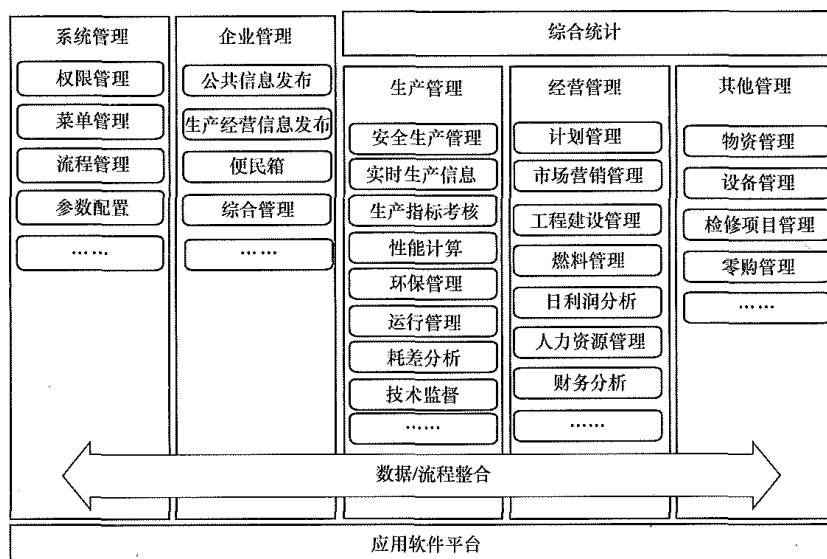 系统管理
权限管理
菜单管理
流程管理
参数配置
……
企业管理
公共信息发布
生产经营信息发布
便民箱
综合管理
……
综合统计
生产管理
安全生产管理
实时生产信息
生产指标考核
性能计算
环保管理
运行管理
耗差分析
技术监督
……
经营管理
计划管理
市场营销管理
工程建设管理
燃料管理
日利润分析
人力资源管理
财务分析
……
其他管理
物资管理
设备管理
检修项目管理
零购管理
……
数据/流程整合
应用软件平台